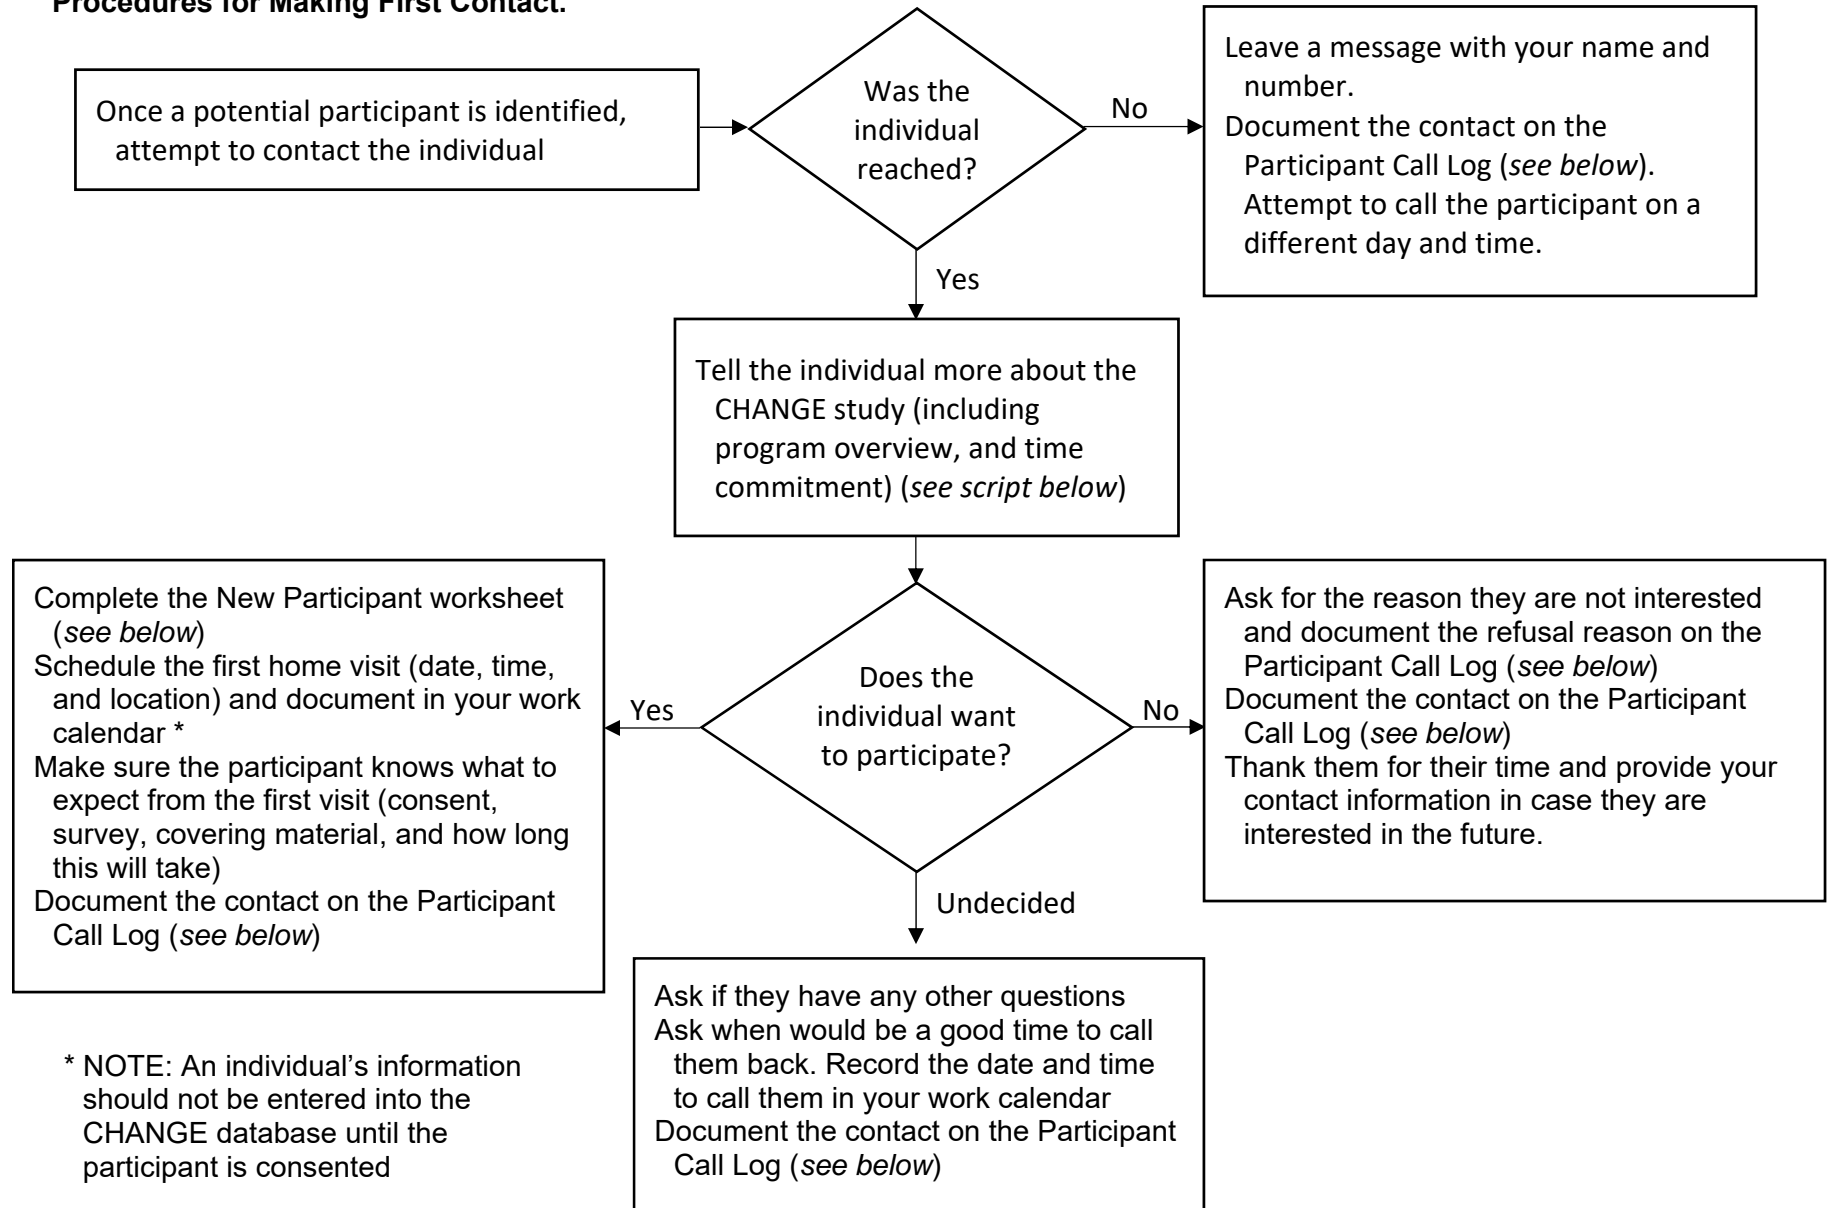 Procedures for Making First Contact.
Once a potential participant is identified,
attempt to contact the individual
Was the
individual
reached?
No
Leave a message with your name and
number.
Document the contact on the
Participant Call Log (see below).
Attempt to call the participant on a
different day and time.
Yes
Tell the individual more about the
CHANGE study (including
program overview, and time
commitment) (see script below)
Does the
individual want
to participate?
Yes
Complete the New Participant worksheet
(see below)
Schedule the first home visit (date, time,
and location) and document in your work
calendar *
Make sure the participant knows what to
expect from the first visit (consent,
survey, covering material, and how long
this will take)
Document the contact on the Participant
Call Log (see below)
No
Ask for the reason they are not interested
and document the refusal reason on the
Participant Call Log (see below)
Document the contact on the Participant
Call Log (see below)
Thank them for their time and provide your
contact information in case they are
interested in the future.
Undecided
Ask if they have any other questions
Ask when would be a good time to call
them back. Record the date and time
to call them in your work calendar
Document the contact on the Participant
Call Log (see below)
* NOTE: An individual’s information
should not be entered into the
CHANGE database until the
participant is consented